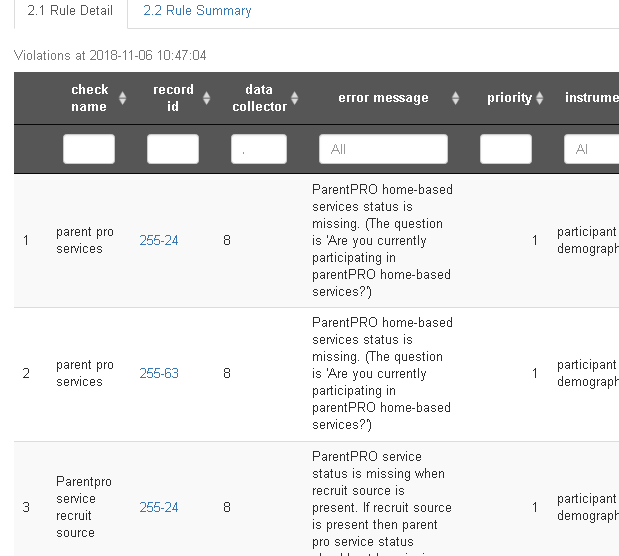 2.1 Rule Detail 2.2 Rule Summary
Violations at 2018-11-06 10:47:04
check name record id data collector error message priority instrume
. All Al
1 parent pro services 255-24 8 ParentPRO home-based services status is missing. (The question is 'Are you currently participating in parentPRO home-based services?') 1 participant demograph
2 parent pro services 255-63 8 ParentPRO home-based services status is missing. (The question is 'Are you currently participating in parentPRO home-based services?') 1 participant demograph
3 Parentpro service recruit source 255-24 8 ParentPRO service status is missing when recruit source is present. If recruit source is present then parent pro service status 1 participant demograph